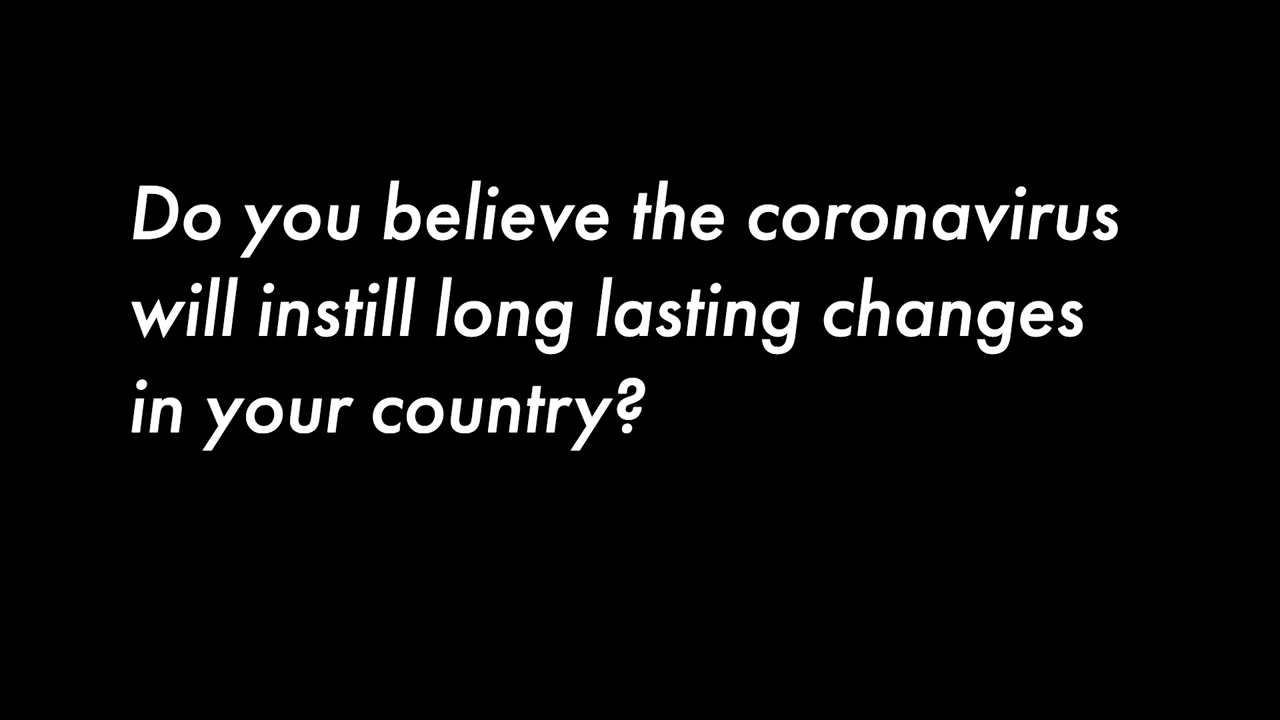 Do you believe the coronavirus
will instill long lasting changes
in your country?